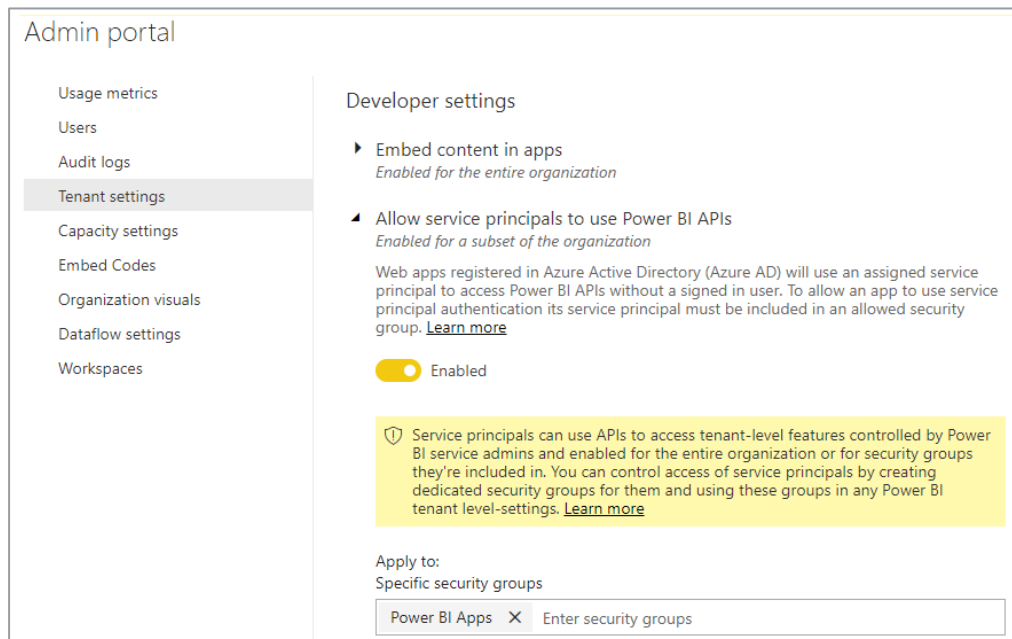 Admin portal
Usage metrics
Users
Audit logs
Tenant settings
Capacity settings
Embed Codes
Organization visuals
Dataflow settings
Workspaces
Developer settings
Embed content in apps
Enabled for the entire organization
Allow service principals to use Power BI APIs
Enabled for a subset of the organization
Web apps registered in Azure Active Directory (Azure AD) will use an assigned service
principal to access Power BI APIs without a signed in user. To allow an app to use service
principal authentication its service principal must be included in an allowed security
group. Learn more
Enabled
Service principals can use APIs to access tenant-level features controlled by Power
BI service admins and enabled for the entire organization or for security groups
they're included in. You can control access of service principals by creating
dedicated security groups for them and using these groups in any Power BI
tenant level-settings. Learn more
Apply to:
Specific security groups
Power BI Apps X Enter security groups